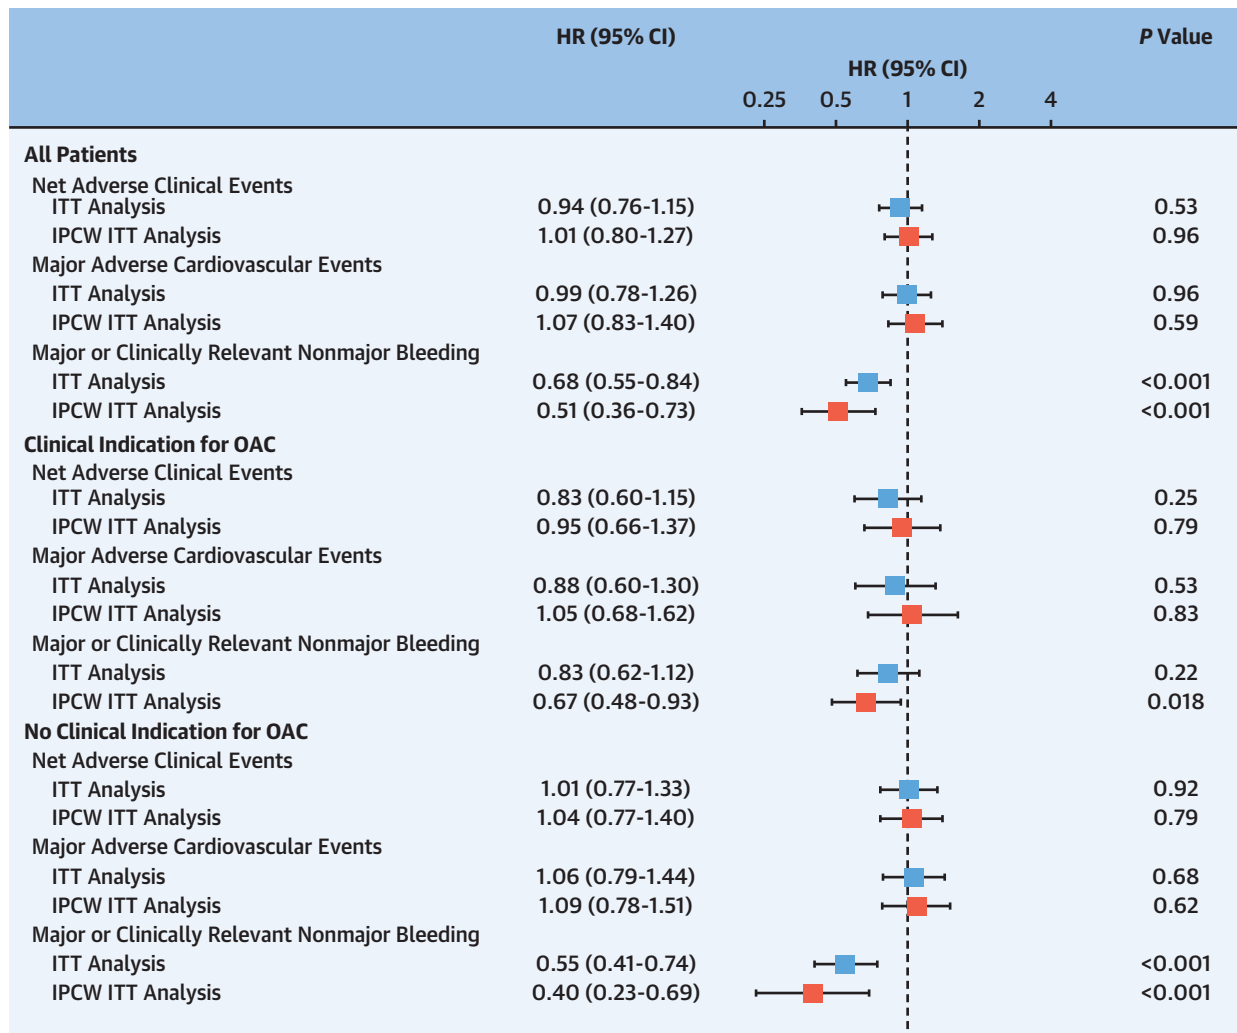 HR (95% CI) P Value
HR (95% CI)
0.25 0.5 1 2 4
All Patients
Net Adverse Clinical Events
ITT Analysis 0.94 (0.76-1.15) 0.53
IPCW ITT Analysis 1.01 (0.80-1.27) 0.96
Major Adverse Cardiovascular Events
ITT Analysis 0.99 (0.78-1.26) 0.96
IPCW ITT Analysis 1.07 (0.83-1.40) 0.59
Major or Clinically Relevant Nonmajor Bleeding
ITT Analysis 0.68 (0.55-0.84) <0.001
IPCW ITT Analysis 0.51 (0.36-0.73) <0.001
Clinical Indication for OAC
Net Adverse Clinical Events
ITT Analysis 0.83 (0.60-1.15) 0.25
IPCW ITT Analysis 0.95 (0.66-1.37) 0.79
Major Adverse Cardiovascular Events
ITT Analysis 0.88 (0.60-1.30) 0.53
IPCW ITT Analysis 1.05 (0.68-1.62) 0.83
Major or Clinically Relevant Nonmajor Bleeding
ITT Analysis 0.83 (0.62-1.12) 0.22
IPCW ITT Analysis 0.67 (0.48-0.93) 0.018
No Clinical Indication for OAC
Net Adverse Clinical Events
ITT Analysis 1.01 (0.77-1.33) 0.92
IPCW ITT Analysis 1.04 (0.77-1.40) 0.79
Major Adverse Cardiovascular Events
ITT Analysis 1.06 (0.79-1.44) 0.68
IPCW ITT Analysis 1.09 (0.78-1.51) 0.62
Major or Clinically Relevant Nonmajor Bleeding
ITT Analysis 0.55 (0.41-0.74) <0.001
IPCW ITT Analysis 0.40 (0.23-0.69) <0.001